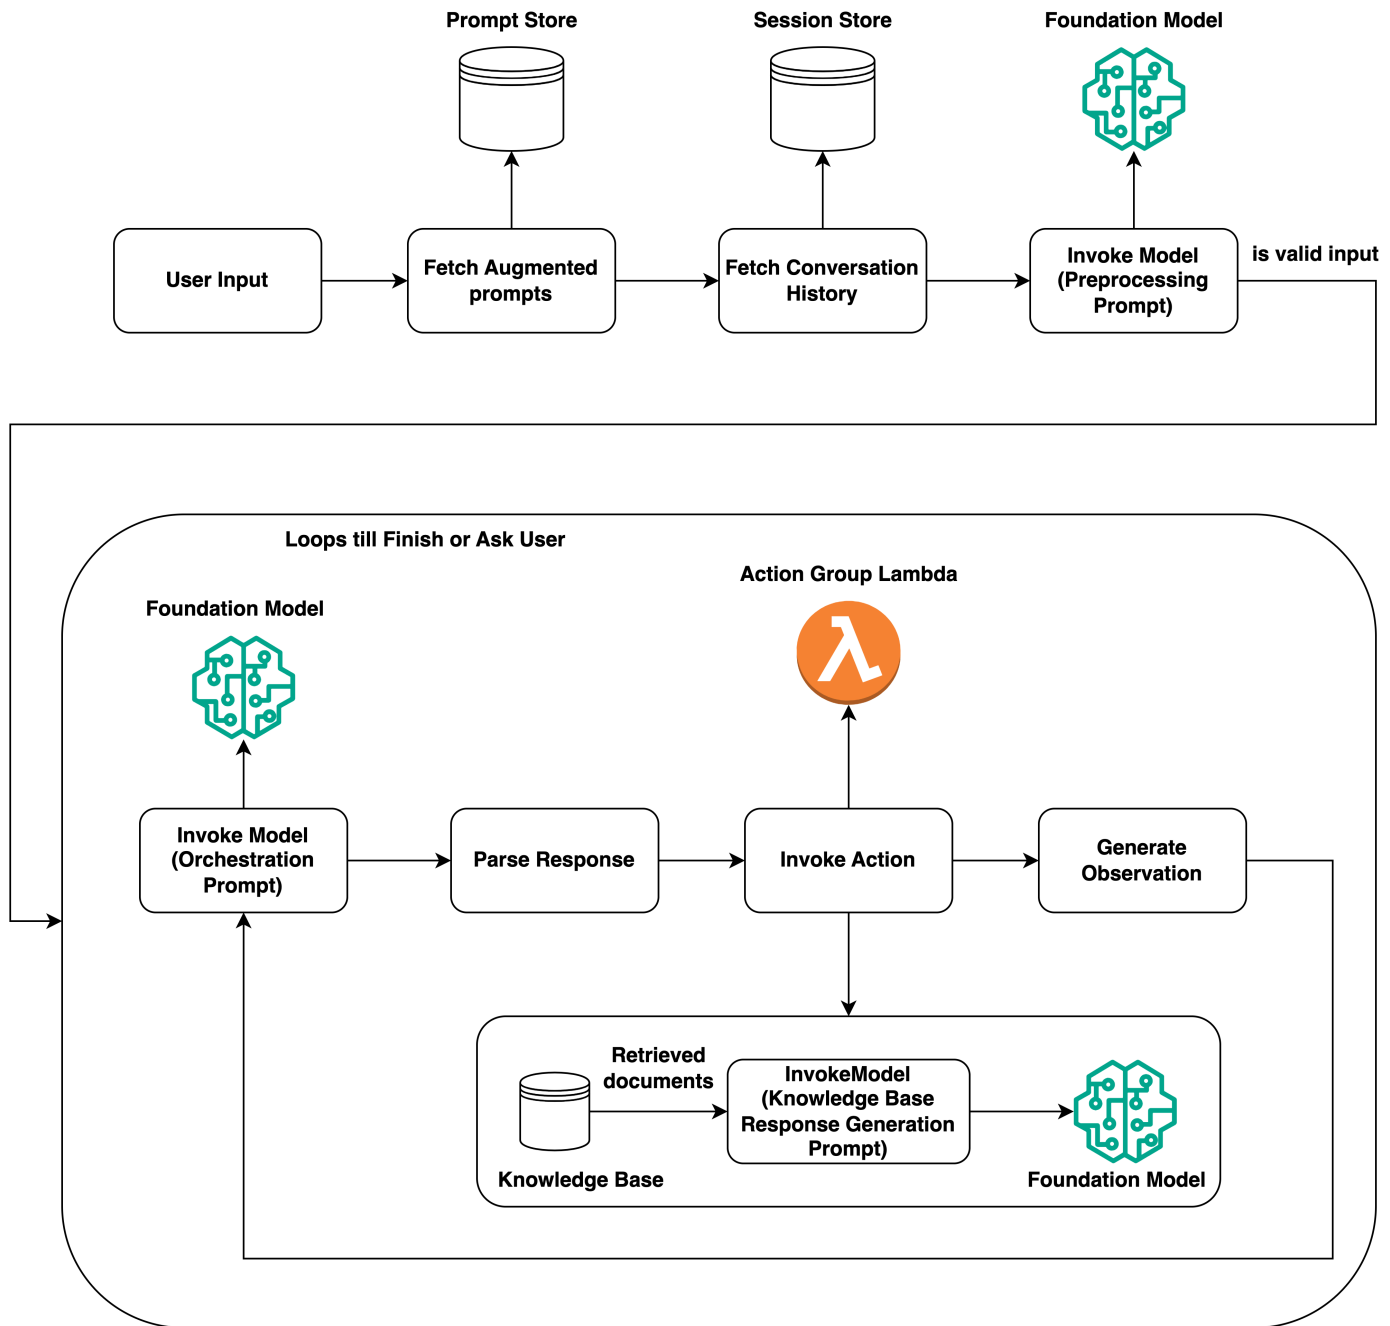 Prompt Store
Session Store
Foundation Model
User Input
Fetch Augmented
prompts
Fetch Conversation
History
Invoke Model
(Preprocessing
Prompt)
is valid input
Loops till Finish or Ask User
Foundation Model
Action Group Lambda
Invoke Model
(Orchestration
Prompt)
Parse Response
Invoke Action
Generate
Observation
Retrieved
documents
InvokeModel
(Knowledge Base
Response Generation
Prompt)
Knowledge Base
Foundation Model